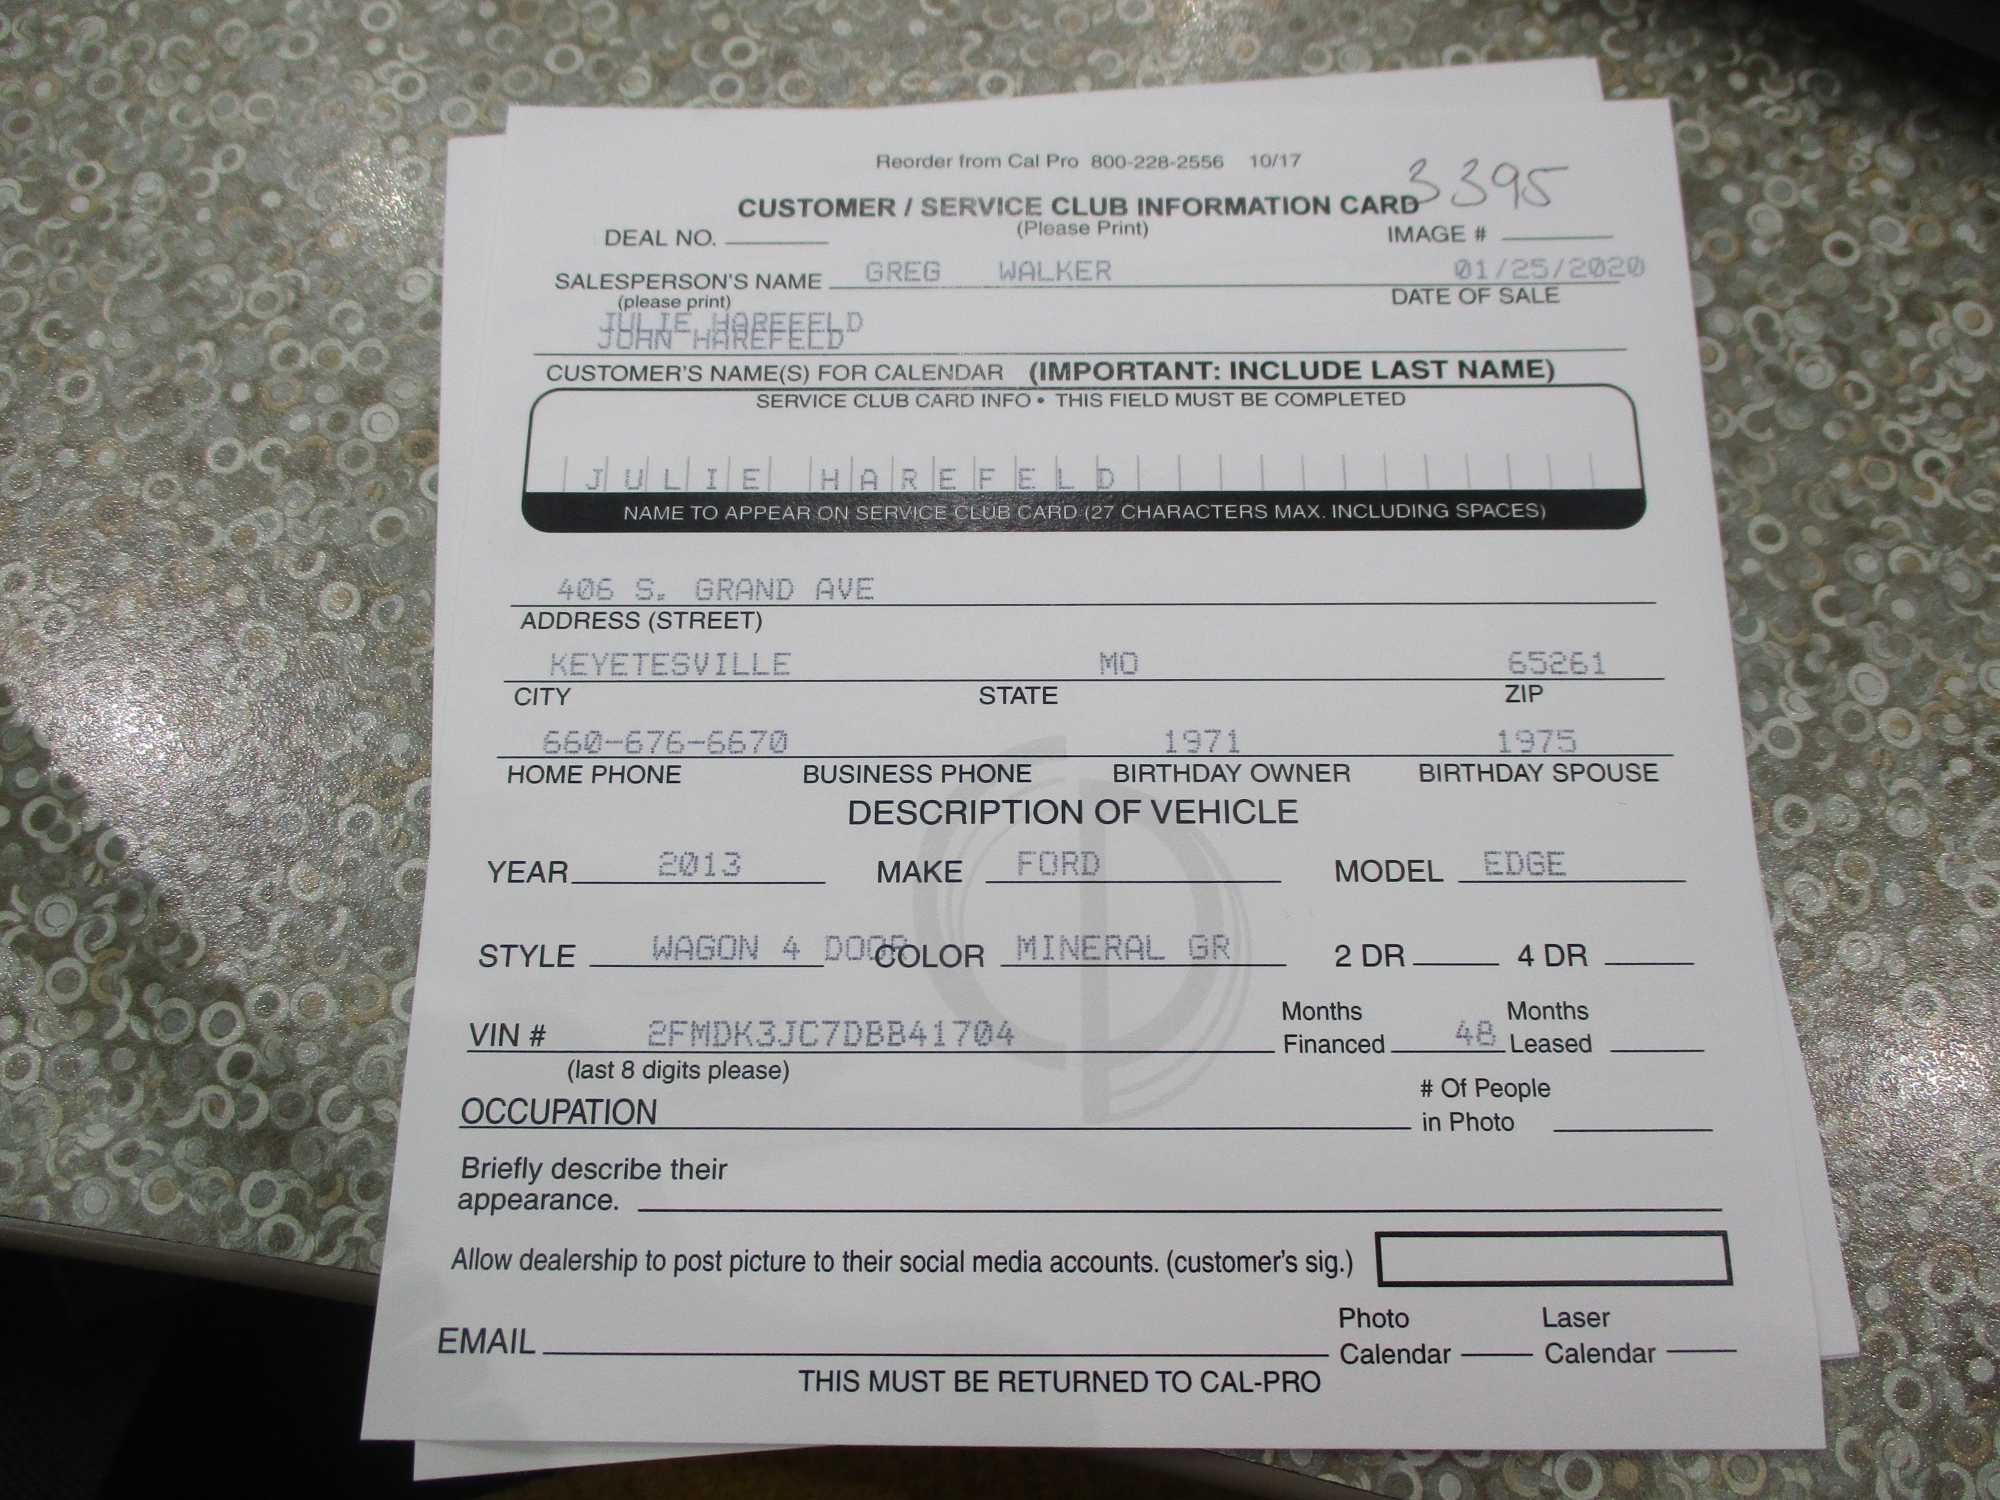 Reorder from Cal Pro 800-228-2556 10/17
3395
CUSTOMER / SERVICE CLUB INFORMATION CARD
(Please Print)
DEAL NO. IMAGE #
SALESPERSON'S NAME GREG WALKER 01/25/2020
(please print) DATE OF SALE
JULIE HAREFELD
JOHN HAREFELD
CUSTOMER'S NAME(S) FOR CALENDAR (IMPORTANT: INCLUDE LAST NAME)
SERVICE CLUB CARD INFO • THIS FIELD MUST BE COMPLETED
JULIE HAREFELD
NAME TO APPEAR ON SERVICE CLUB CARD (27 CHARACTERS MAX. INCLUDING SPACES)
406 S. GRAND AVE
ADDRESS (STREET)
KEYETESVILLE MO 65261
CITY STATE ZIP
660-676-6670 1971 1975
HOME PHONE BUSINESS PHONE BIRTHDAY OWNER BIRTHDAY SPOUSE
DESCRIPTION OF VEHICLE
YEAR 2013 MAKE FORD MODEL EDGE
STYLE WAGON 4 DOOR COLOR MINERAL GR 2 DR 4 DR
VIN # 2FMDK3JC7DBB41704 Months Financed 48 Months Leased
(last 8 digits please)
OCCUPATION # Of People in Photo
Briefly describe their
appearance.
Allow dealership to post picture to their social media accounts. (customer's sig.)
EMAIL Photo Calendar Laser Calendar
THIS MUST BE RETURNED TO CAL-PRO